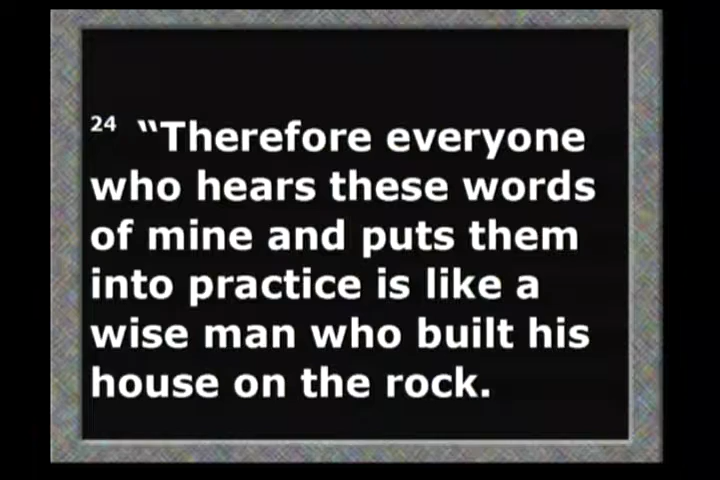 24 “Therefore everyone
who hears these words
of mine and puts them
into practice is like a
wise man who built his
house on the rock.